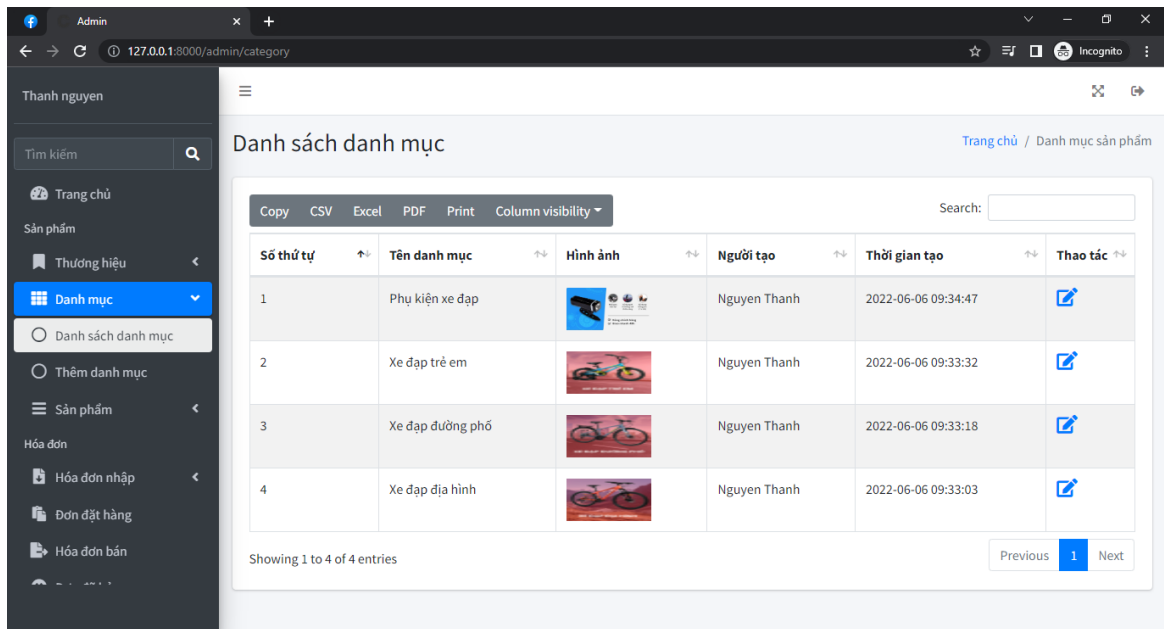 Admin
127.0.0.1:8000/admin/category
Incognito
Thanh nguyen
Tìm kiếm
Trang chủ
Sản phẩm
Thương hiệu
Danh mục
Danh sách danh mục
Thêm danh mục
Sản phẩm
Hóa đơn
Hóa đơn nhập
Đơn đặt hàng
Hóa đơn bán
Danh sách danh mục
Trang chủ / Danh mục sản phẩm
Copy CSV Excel PDF Print Column visibility
Search:
Số thứ tự Tên danh mục Hình ảnh Người tạo Thời gian tạo Thao tác
1 Phụ kiện xe đạp Nguyen Thanh 2022-06-06 09:34:47
2 Xe đạp trẻ em Nguyen Thanh 2022-06-06 09:33:32
3 Xe đạp đường phố Nguyen Thanh 2022-06-06 09:33:18
4 Xe đạp địa hình Nguyen Thanh 2022-06-06 09:33:03
Showing 1 to 4 of 4 entries
Previous 1 Next